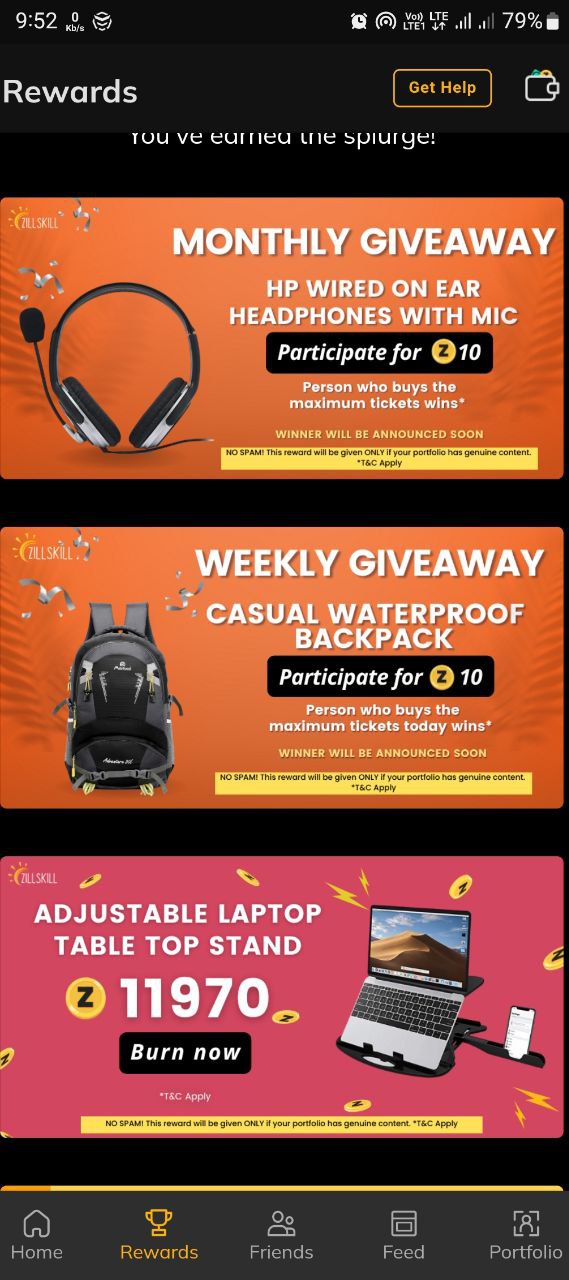 9:52 0 Kb/s Vo) LTE1 LTE 79%
Rewards
Get Help
You've earned the splurge!
ZILLSKILL
MONTHLY GIVEAWAY
HP WIRED ON EAR
HEADPHONES WITH MIC
Participate for Z 10
Person who buys the
maximum tickets wins*
WINNER WILL BE ANNOUNCED SOON
NO SPAM! This reward will be given ONLY if your portfolio has genuine content.
*T&C Apply
ZILLSKILL
WEEKLY GIVEAWAY
CASUAL WATERPROOF
BACKPACK
Participate for Z 10
Person who buys the
maximum tickets today wins*
WINNER WILL BE ANNOUNCED SOON
NO SPAM! This reward will be given ONLY if your portfolio has genuine content.
*T&C Apply
ZILLSKILL
ADJUSTABLE LAPTOP
TABLE TOP STAND
Z 11970
Burn now
*T&C Apply
NO SPAM! This reward will be given ONLY if your portfolio has genuine content. *T&C Apply
Home Rewards Friends Feed Portfolio